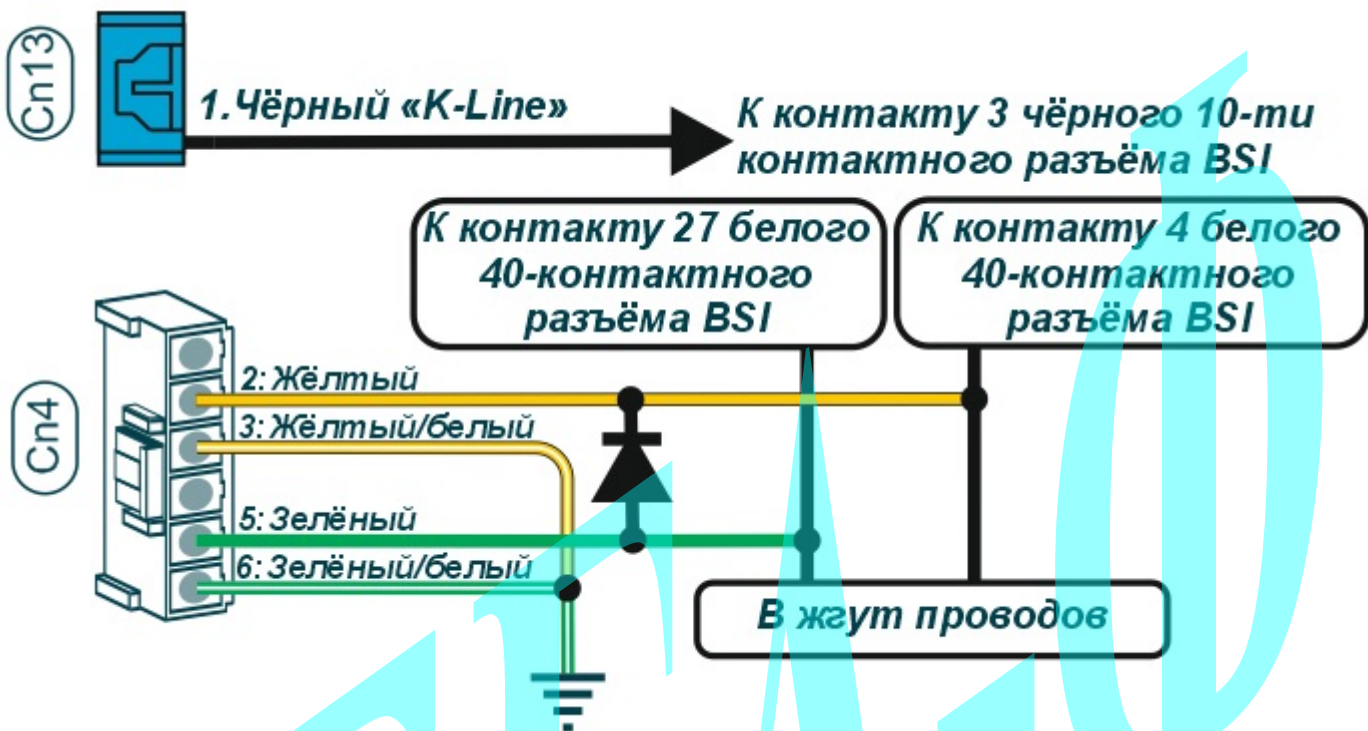 Cn13
1.Чёрный «K-Line»
К контакту 3 чёрного 10-ти
контактного разъёма BSI
К контакту 27 белого
40-контактного
разъёма BSI
К контакту 4 белого
40-контактного
разъёма BSI
Cn4
2: Жёлтый
3: Жёлтый/белый
5: Зелёный
6: Зелёный/белый
В жгут проводов